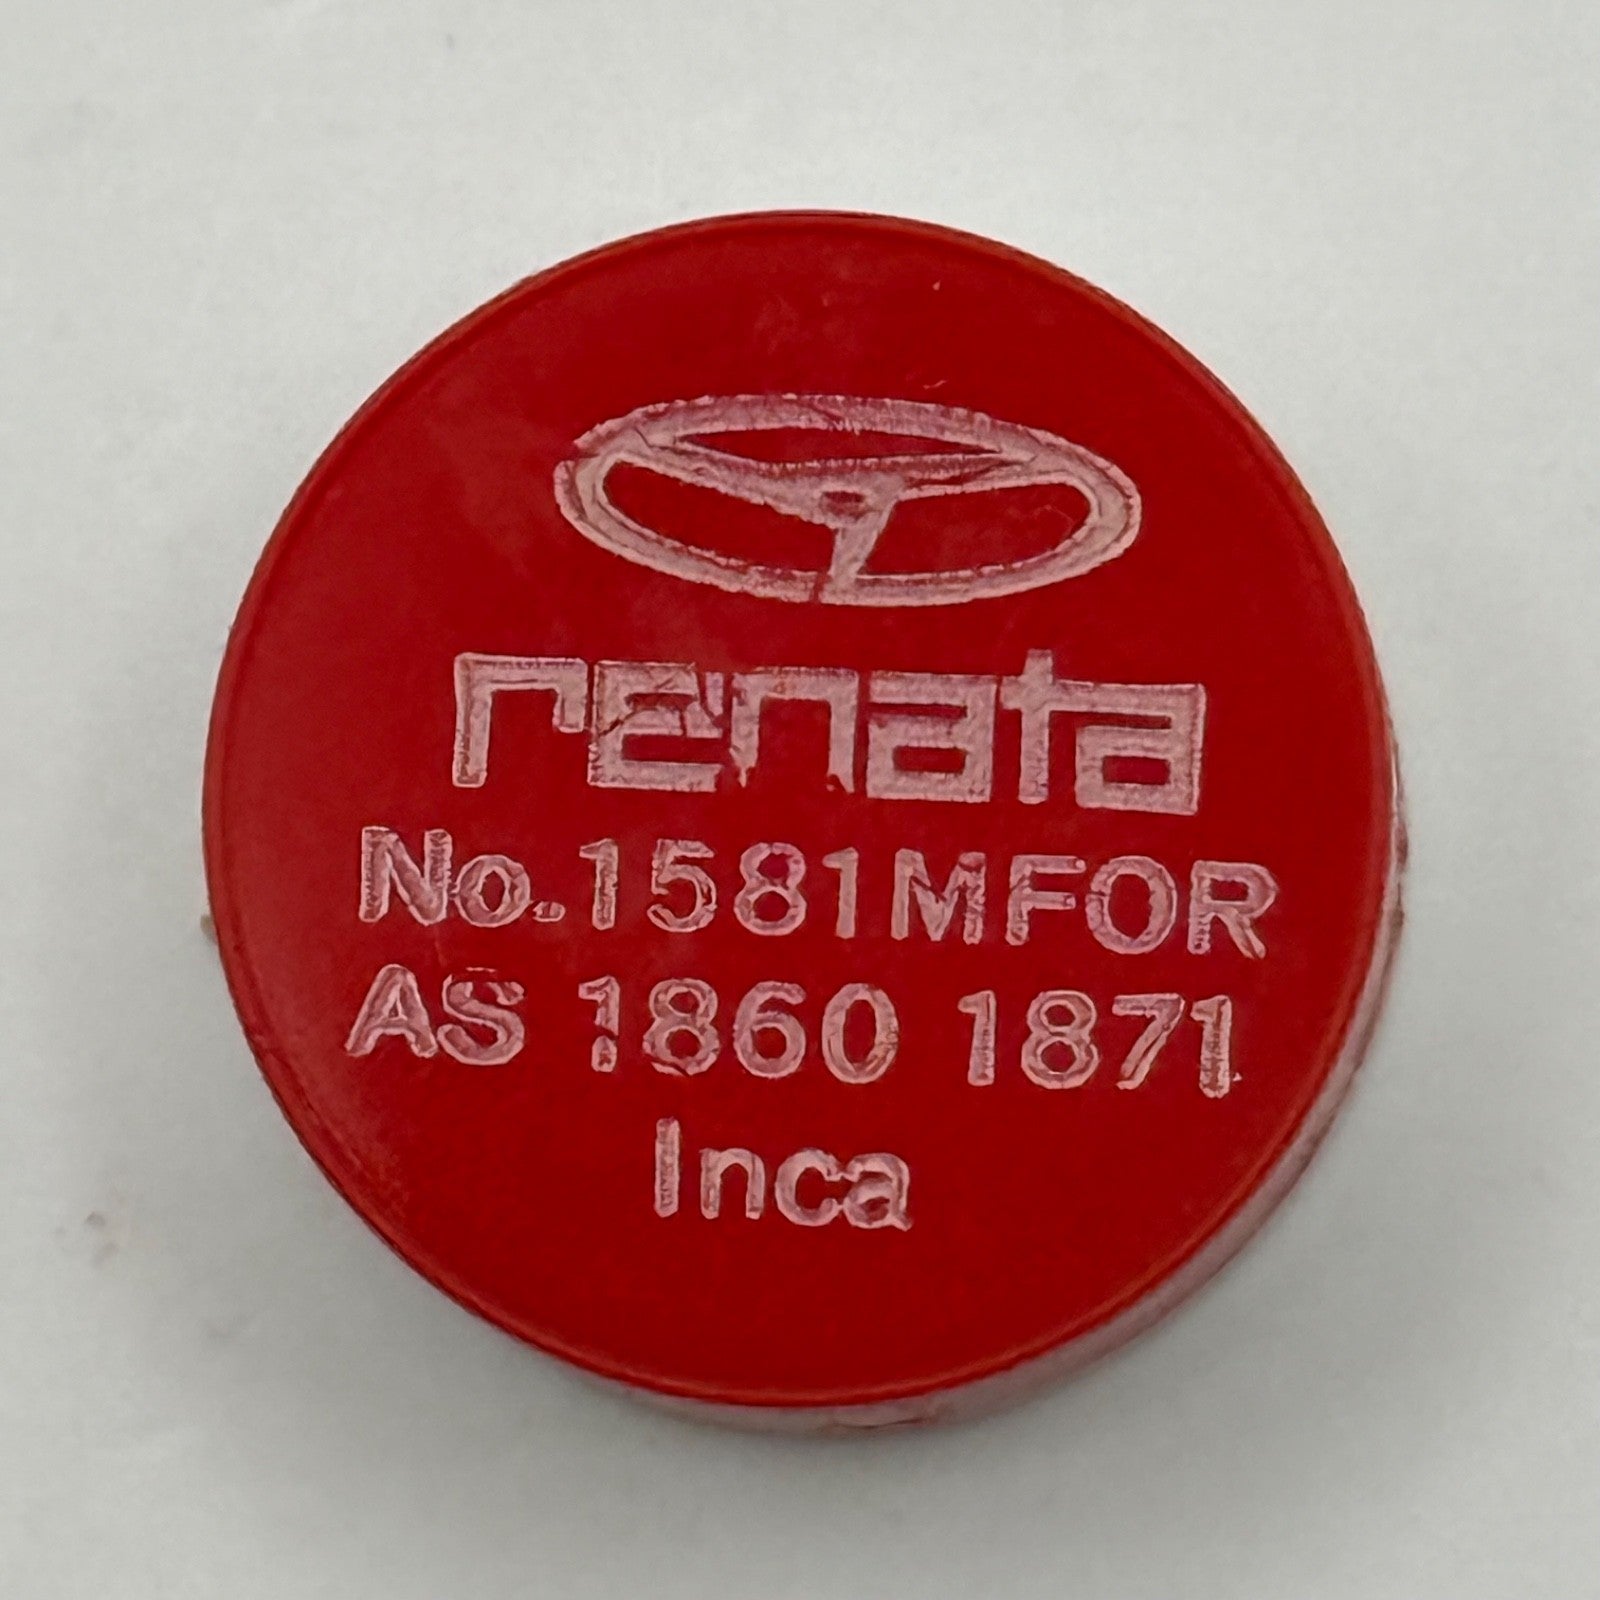 renata
No.1581MFOR
AS 1860 1871
Inca